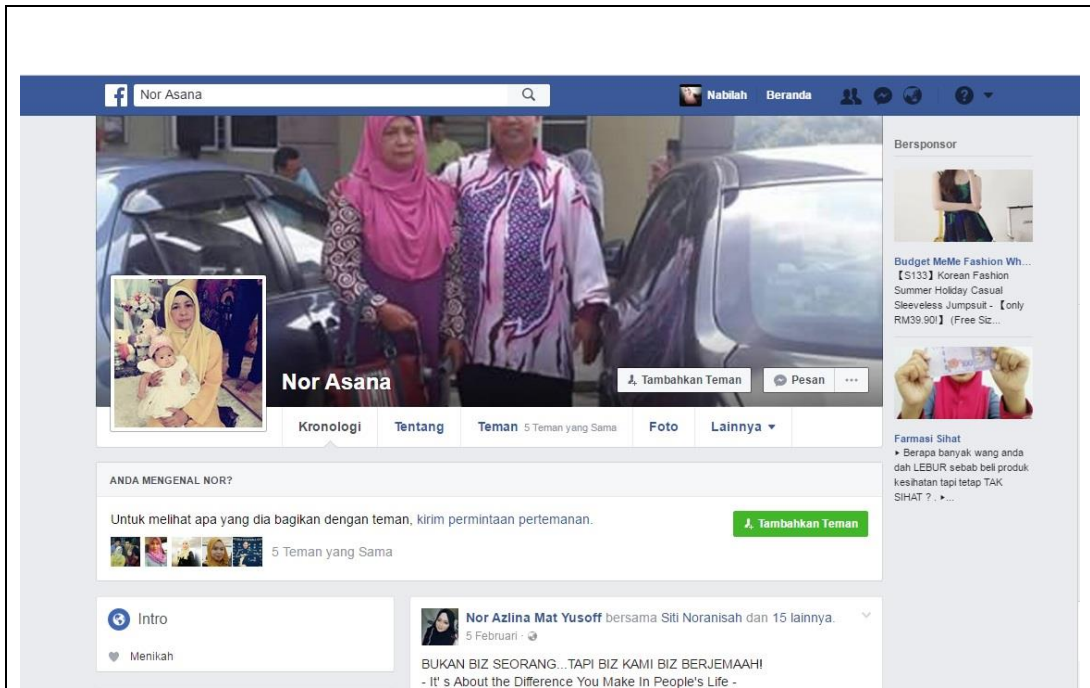 Nor Asana
Nabilah Beranda
Nor Asana
Tambahkan Teman
Pesan
Kronologi Tentang Teman 5 Teman yang Sama Foto Lainnya
ANDA MENGENAL NOR?
Untuk melihat apa yang dia bagikan dengan teman, kirim permintaan pertemanan.
Tambahkan Teman
5 Teman yang Sama
Intro
Menikah
Nor Azlina Mat Yusoff bersama Siti Noranisah dan 15 lainnya.
5 Februari
BUKAN BIZ SEORANG...TAPI BIZ KAMI BIZ BERJEMAAH!
- It' s About the Difference You Make In People's Life -
Bersponsor
Budget MeMe Fashion Wh...
【S133】Korean Fashion
Summer Holiday Casual
Sleeveless Jumpsuit - 【only
RM39.90!】 (Free Siz...
Farmasi Sihat
▸ Berapa banyak wang anda
dah LEBUR sebab beli produk
kesihatan tapi tetap TAK
SIHAT ? . ▸...